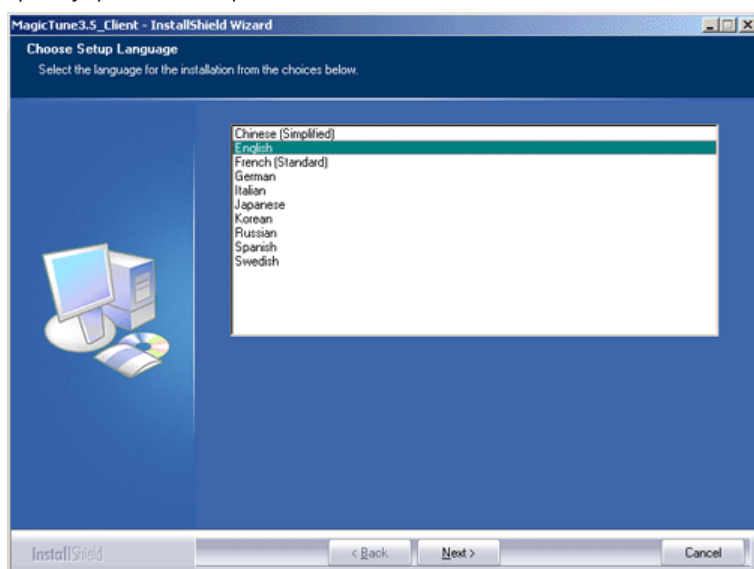 MagicTune3.5_Client - InstallShield Wizard
Choose Setup Language
Select the language for the installation from the choices below.
Chinese (Simplified)
English
French (Standard)
German
Italian
Japanese
Korean
Russian
Spanish
Swedish
InstallShield
< Back
Next >
Cancel